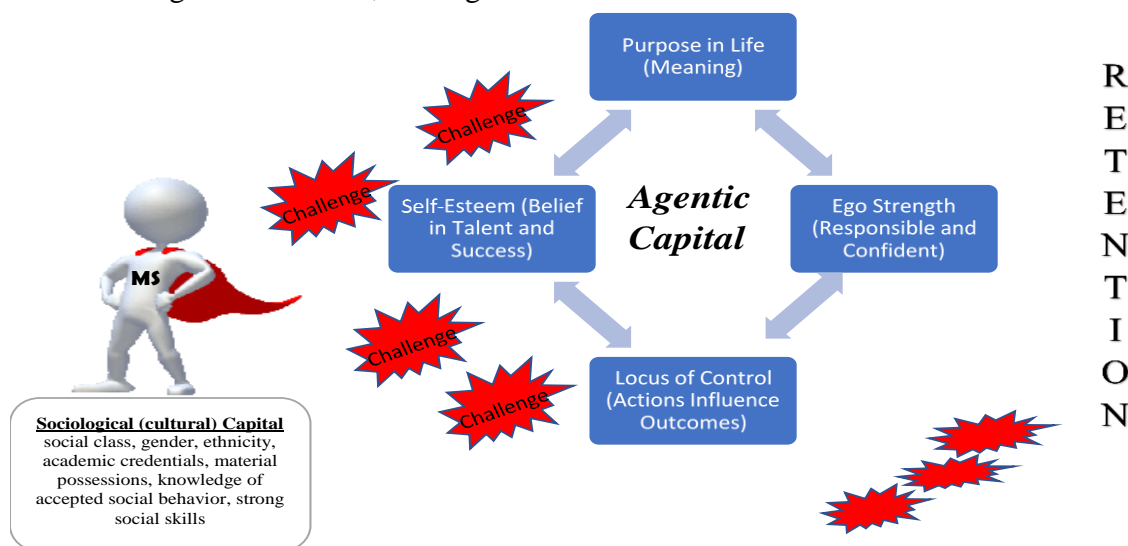 Purpose in Life
(Meaning)
Challenge
Challenge
Self-Esteem (Belief
in Talent and
Success)
Agentic
Capital
Ego Strength
(Responsible and
Confident)
MS
Challenge
Challenge
Locus of Control
(Actions Influence
Outcomes)
Sociological (cultural) Capital
social class, gender, ethnicity,
academic credentials, material
possessions, knowledge of
accepted social behavior, strong
social skills
R
E
T
E
N
T
I
O
N